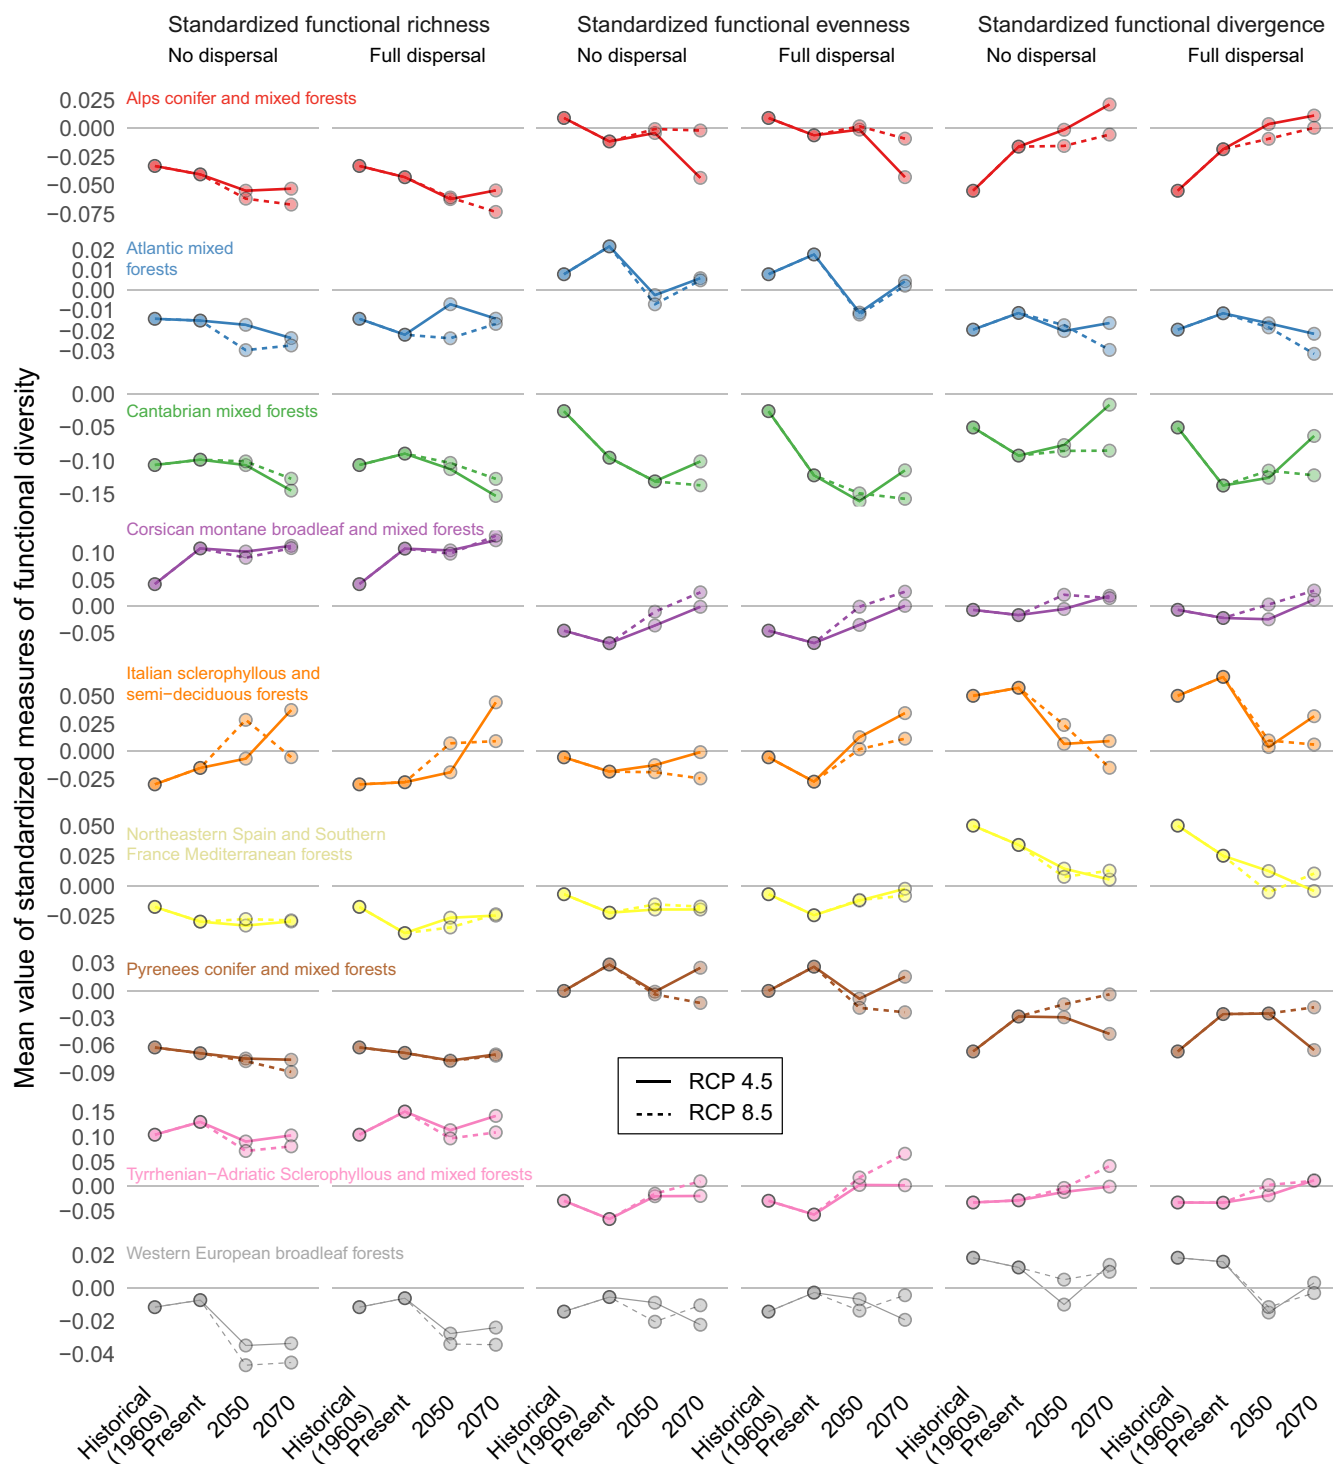 Standardized functional richness
Standardized functional evenness
Standardized functional divergence
No dispersal
Full dispersal
No dispersal
Full dispersal
No dispersal
Full dispersal
Mean value of standardized measures of functional diversity
Alps conifer and mixed forests
0.025
0.000
−0.025
−0.050
−0.075
Atlantic mixed
forests
0.02
0.01
0.00
−0.01
−0.02
−0.03
Cantabrian mixed forests
0.00
−0.05
−0.10
−0.15
Corsican montane broadleaf and mixed forests
0.10
0.05
0.00
−0.05
Italian sclerophyllous and
semi−deciduous forests
0.050
0.025
0.000
−0.025
Northeastern Spain and Southern
France Mediterranean forests
0.050
0.025
0.000
−0.025
Pyrenees conifer and mixed forests
0.03
0.00
−0.03
−0.06
−0.09
RCP 4.5
RCP 8.5
0.15
0.10
0.05
0.00
−0.05
Tyrrhenian−Adriatic Sclerophyllous and mixed forests
Western European broadleaf forests
0.02
0.00
−0.02
−0.04
Historical
(1960s)
Present
2050
2070
Historical
(1960s)
Present
2050
2070
Historical
(1960s)
Present
2050
2070
Historical
(1960s)
Present
2050
2070
Historical
(1960s)
Present
2050
2070
Historical
(1960s)
Present
2050
2070